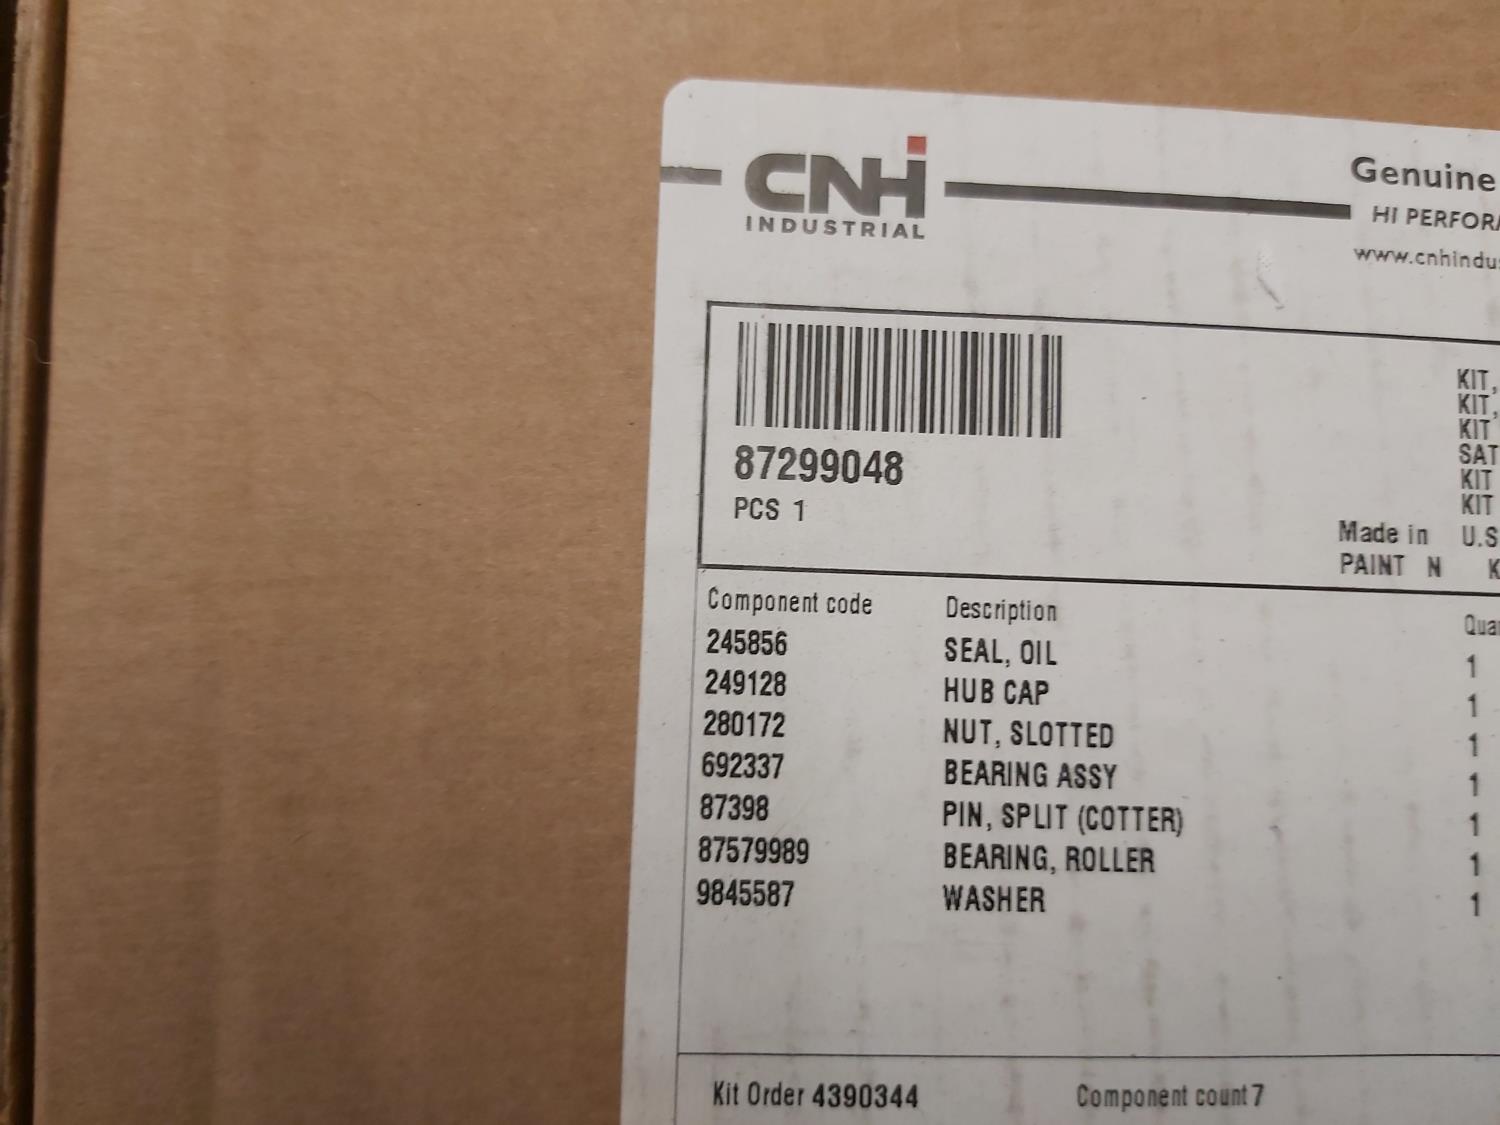 CNH
INDUSTRIAL
Genuine
HI PERFOR
www.cnhindus
87299048
PCS 1
KIT,
KIT,
KIT
SAT
KIT
KIT
Made in U.S
PAINT N K
Component code Description Qua
245856 SEAL, OIL 1
249128 HUB CAP 1
280172 NUT, SLOTTED 1
692337 BEARING ASSY 1
87398 PIN, SPLIT (COTTER) 1
87579989 BEARING, ROLLER 1
9845587 WASHER 1
Kit Order 4390344 Component count 7